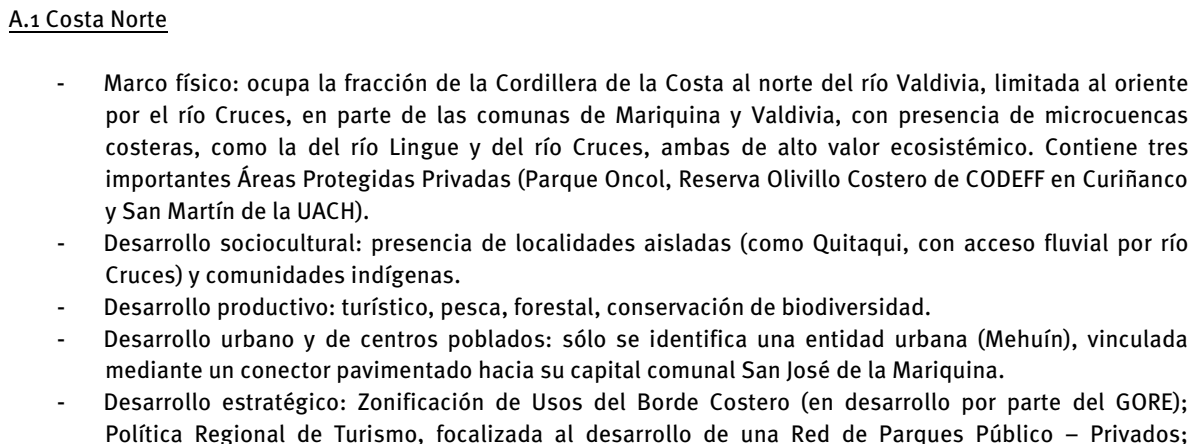 A.1 Costa Norte
- Marco físico: ocupa la fracción de la Cordillera de la Costa al norte del río Valdivia, limitada al oriente
por el río Cruces, en parte de las comunas de Mariquina y Valdivia, con presencia de microcuencas
costeras, como la del río Lingue y del río Cruces, ambas de alto valor ecosistémico. Contiene tres
importantes Áreas Protegidas Privadas (Parque Oncol, Reserva Olivillo Costero de CODEFF en Curiñanco
y San Martín de la UACH).
- Desarrollo sociocultural: presencia de localidades aisladas (como Quitaqui, con acceso fluvial por río
Cruces) y comunidades indígenas.
- Desarrollo productivo: turístico, pesca, forestal, conservación de biodiversidad.
- Desarrollo urbano y de centros poblados: sólo se identifica una entidad urbana (Mehuín), vinculada
mediante un conector pavimentado hacia su capital comunal San José de la Mariquina.
- Desarrollo estratégico: Zonificación de Usos del Borde Costero (en desarrollo por parte del GORE);
Política Regional de Turismo, focalizada al desarrollo de una Red de Parques Público – Privados;